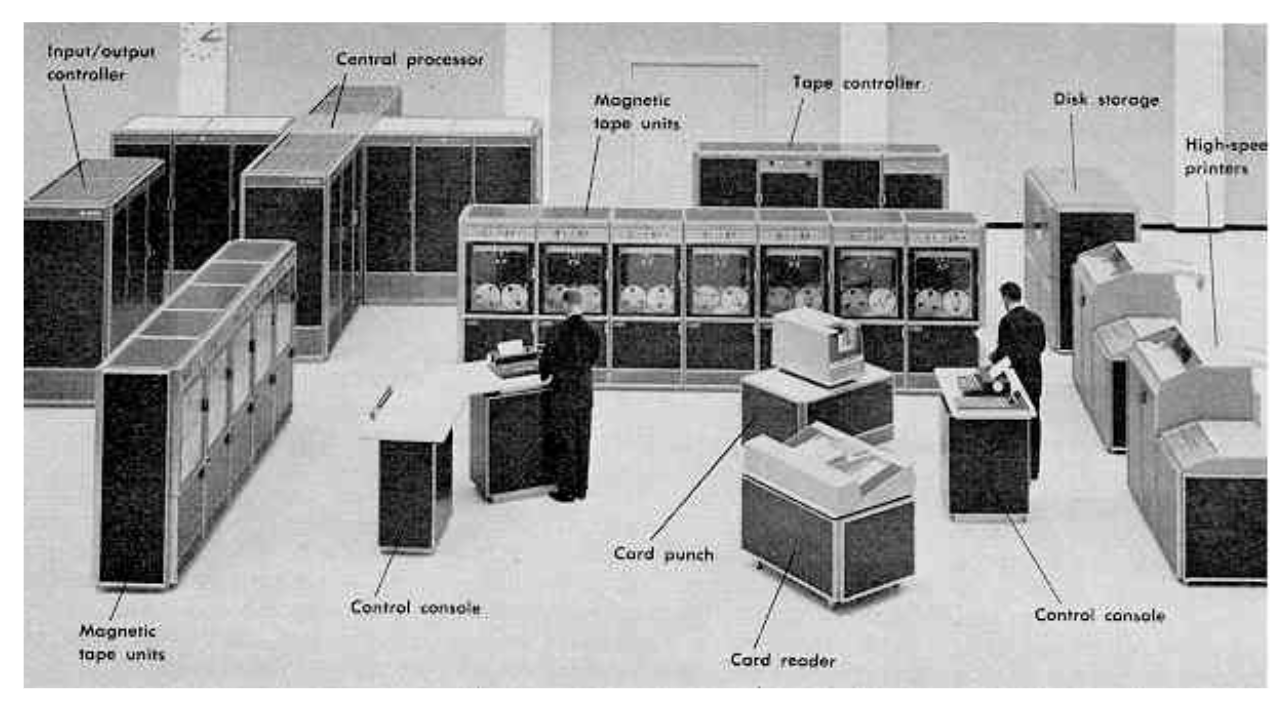 Input/output
controller
Central processor
Magnetic
tape units
Tape controller
Disk storage
High-spee
printers
Card punch
Control console
Control console
Magnetic
tape units
Card reader